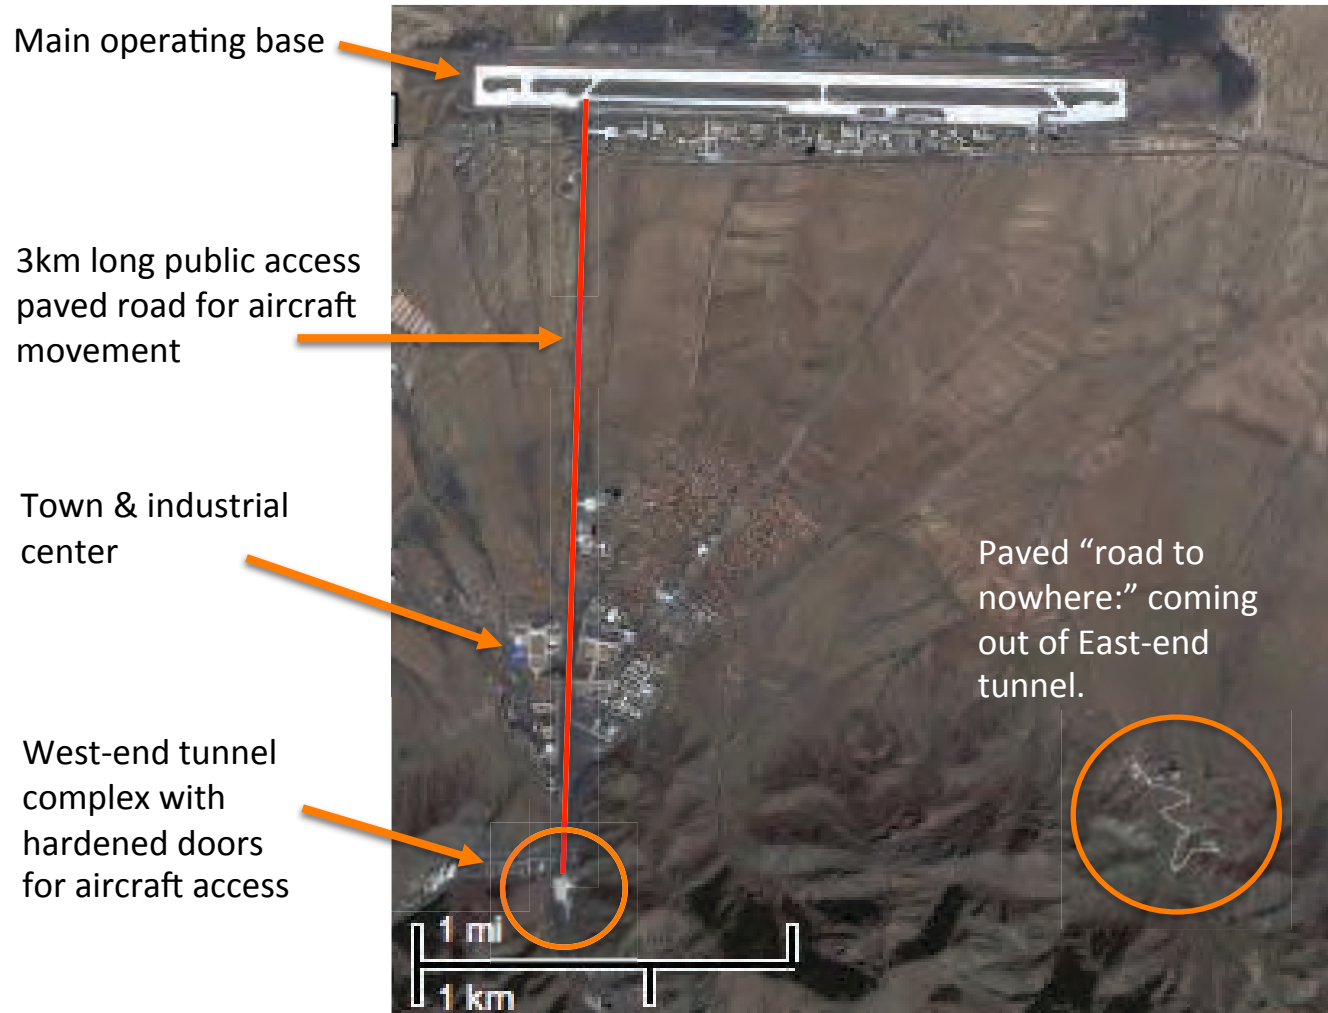 Main operating base
3km long public access
paved road for aircraft
movement
Town & industrial
center
Paved “road to
nowhere:” coming
out of East-end
tunnel.
West-end tunnel
complex with
hardened doors
for aircraft access
1 mi
1 km